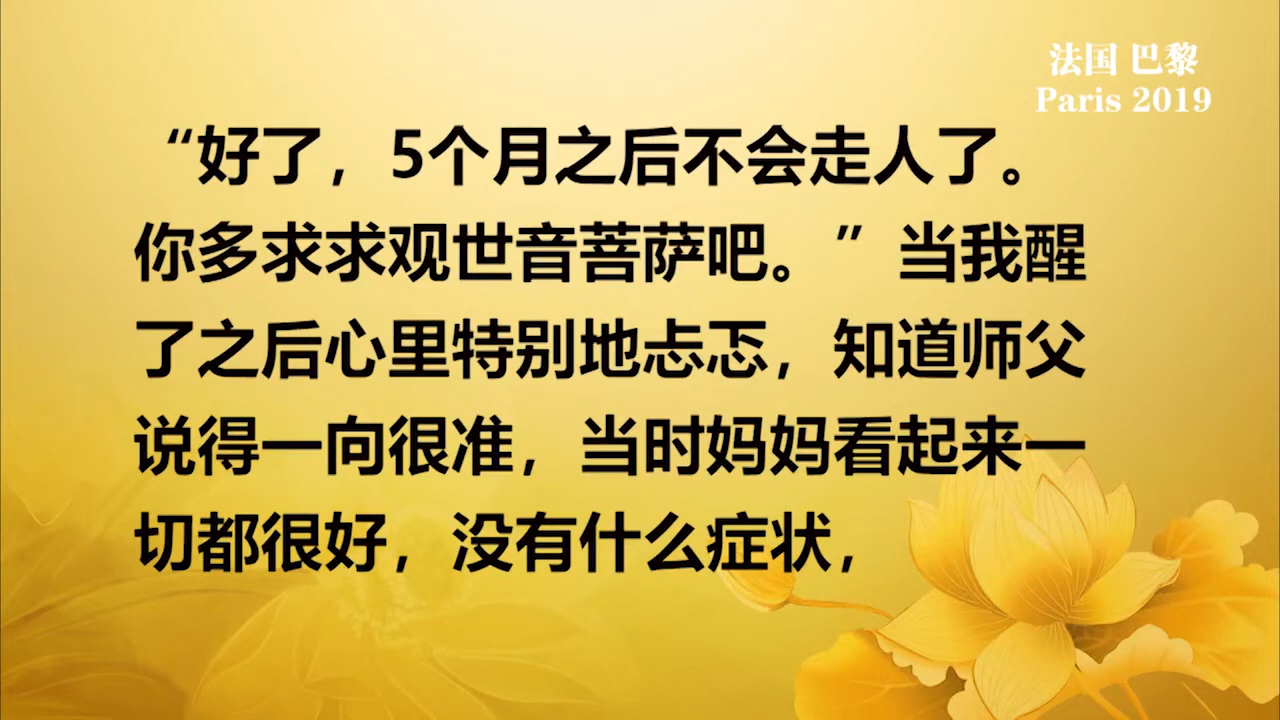 法国 巴黎
Paris 2019
“好了，5个月之后不会走人了。
你多求求观世音菩萨吧。”当我醒
了之后心里特别地忐忑，知道师父
说得一向很准，当时妈妈看起来一
切都很好，没有什么症状，